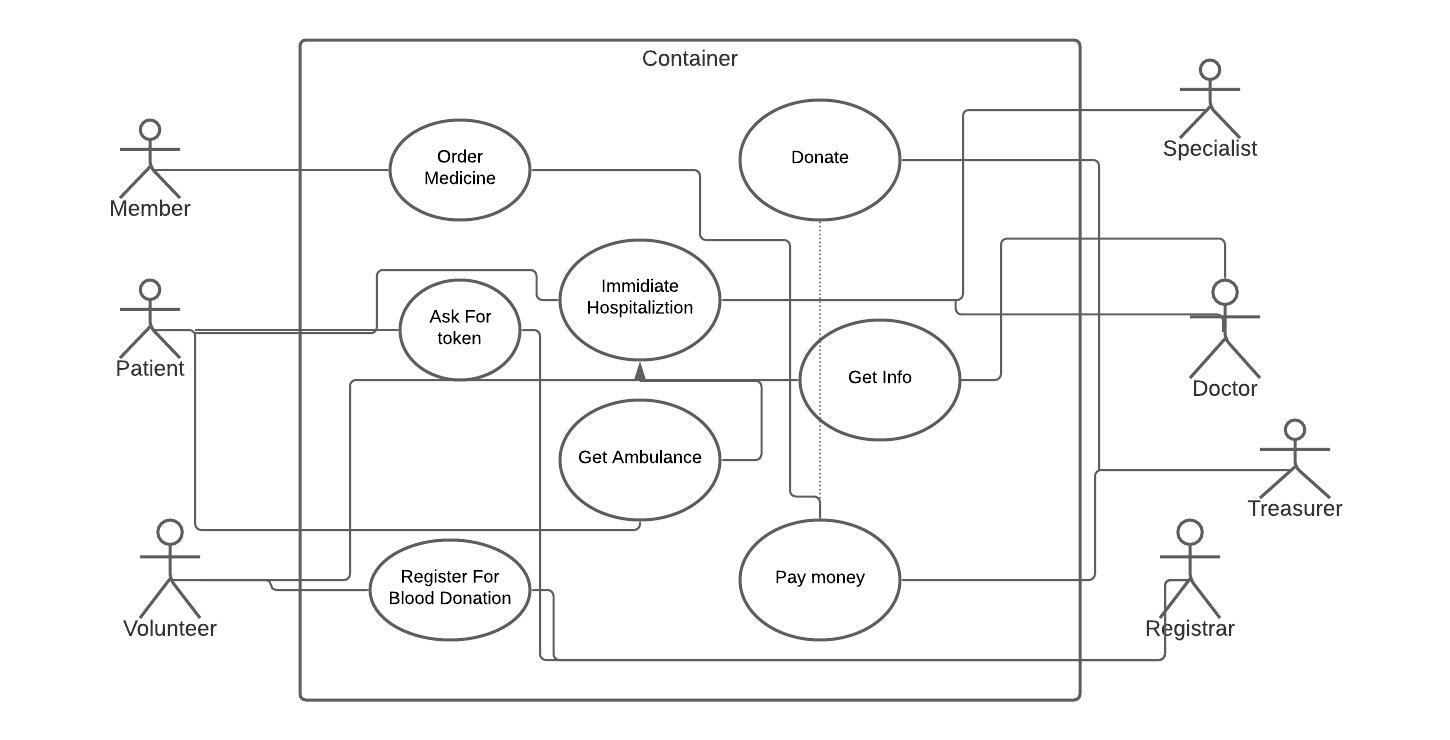 Container
Specialist
Member
Order
Medicine
Donate
Patient
Ask For
token
Immidiate
Hospitaliztion
Get Info
Doctor
Get Ambulance
Treasurer
Volunteer
Register For
Blood Donation
Pay money
Registrar